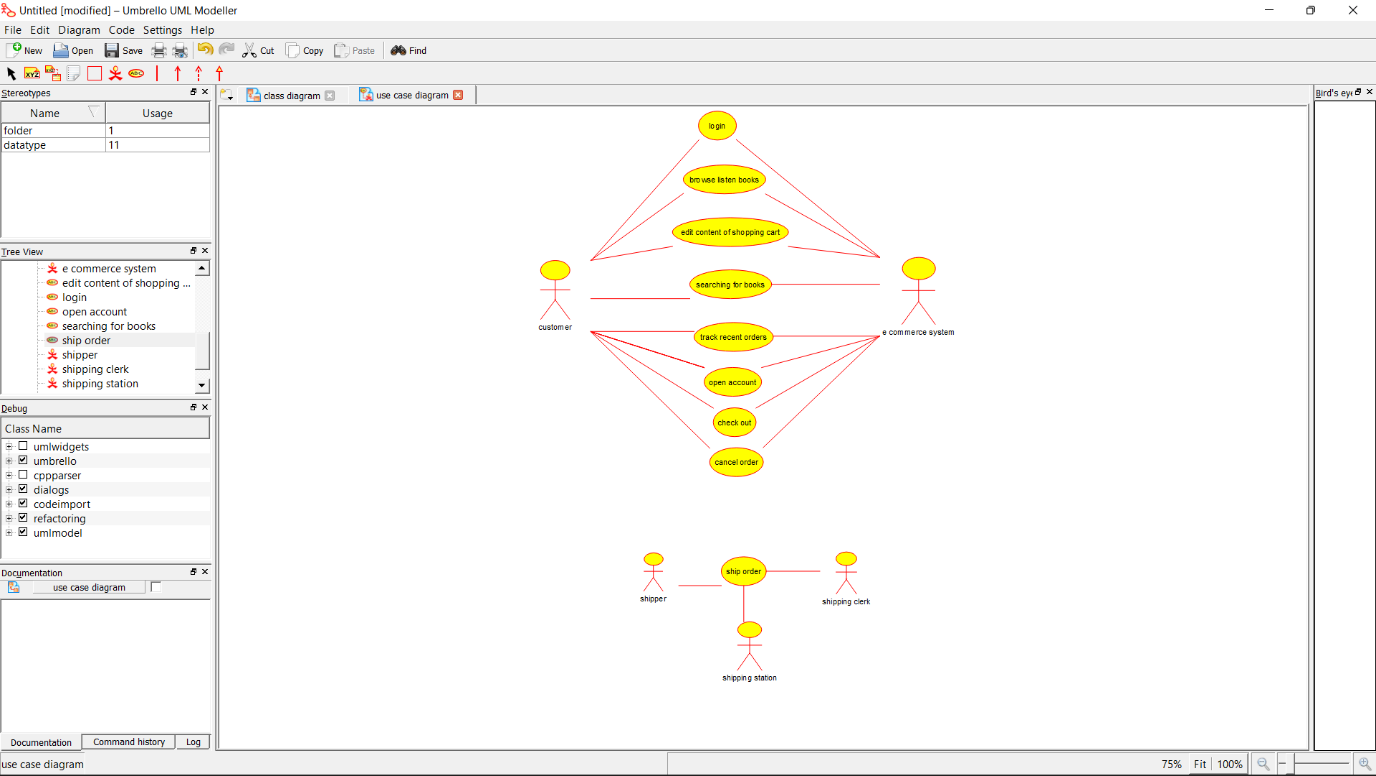 Untitled [modified] – Umbrello UML Modeller
File Edit Diagram Code Settings Help
New Open Save Cut Copy Paste Find
XYZ ABC
Stereotypes
Name Usage
folder 1
datatype 11
Tree View
e commerce system
edit content of shopping ...
login
open account
searching for books
ship order
shipper
shipping clerk
shipping station
Debug
Class Name
umlwidgets
umbrello
cppparser
dialogs
codeimport
refactoring
umlmodel
Documentation
use case diagram
Documentation Command history Log
class diagram use case diagram
login
browse listen books
edit content of shopping cart
searching for books
customer
track recent orders
e commerce system
open account
check out
cancel order
ship order
shipper
shipping clerk
shipping station
Bird's eye
use case diagram
75% Fit 100%